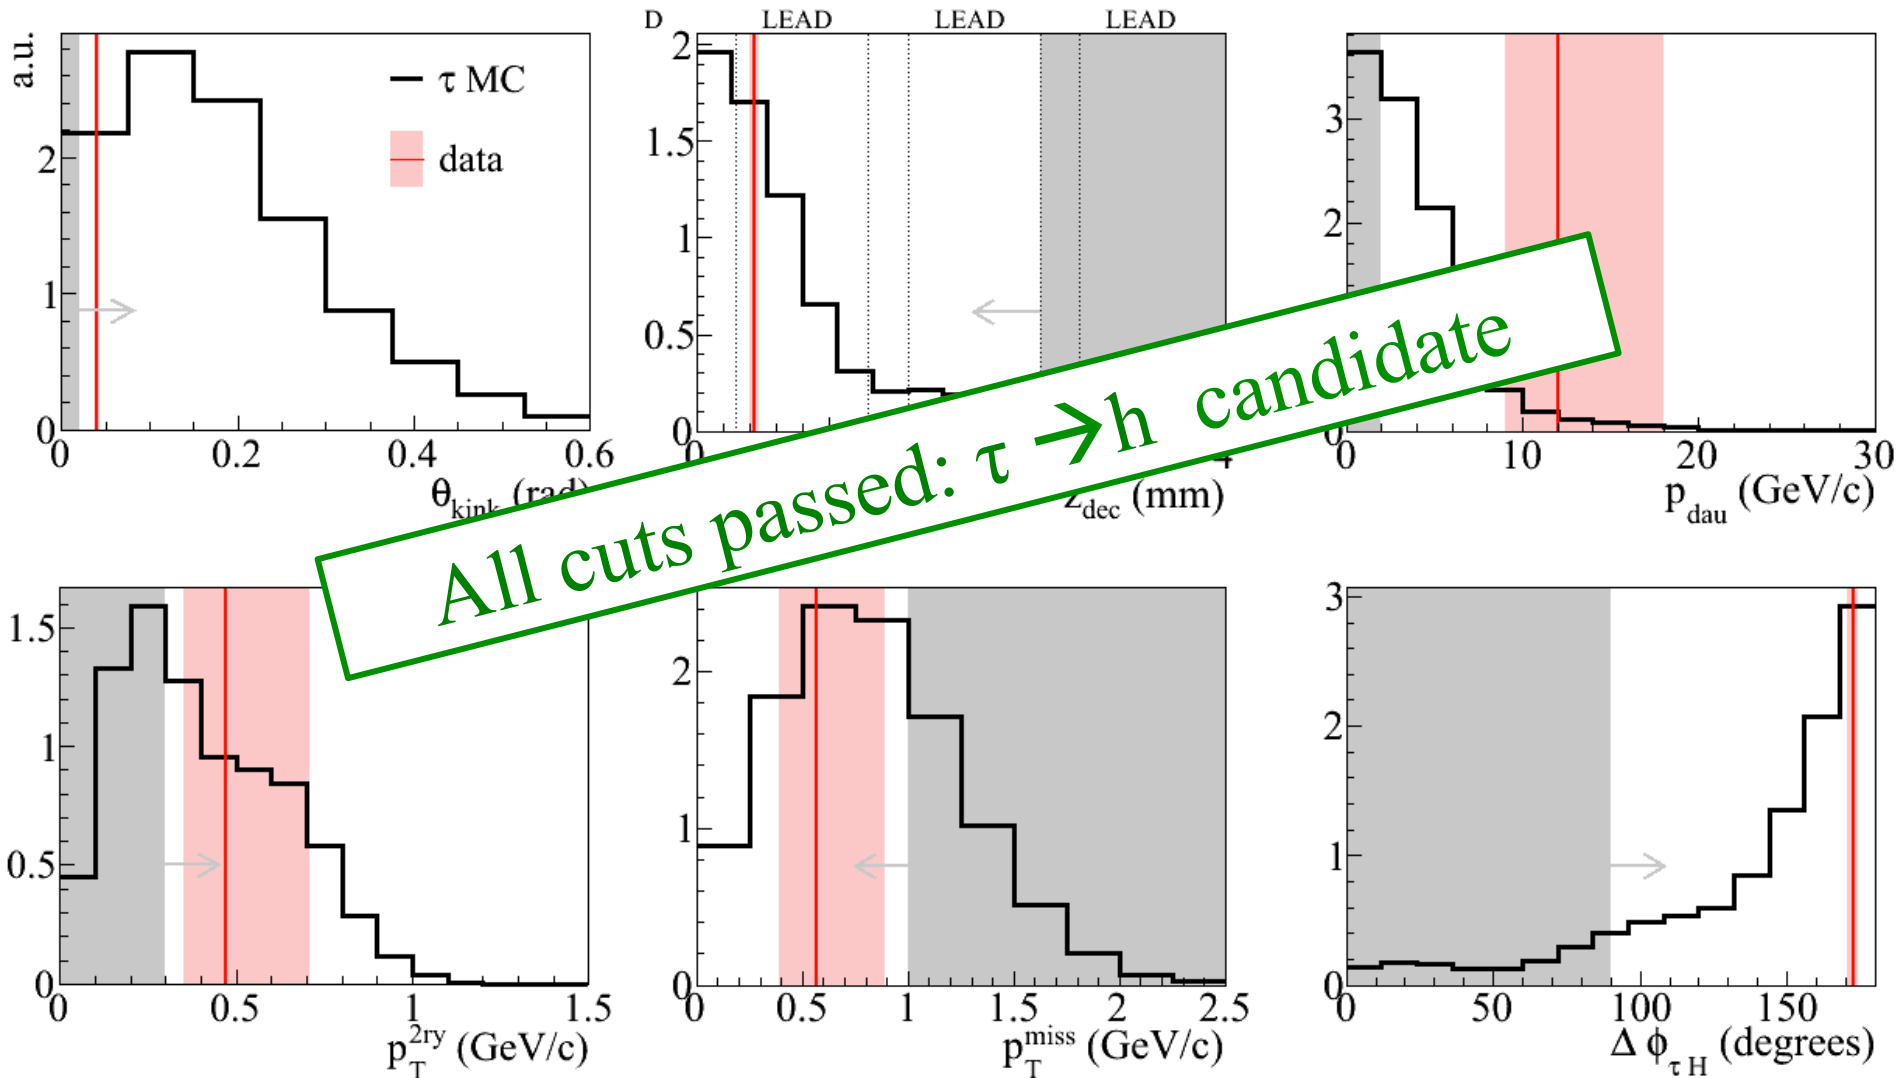 D LEAD LEAD LEAD
a.u.
τ MC
data
2
1
0
0 0.2 0.4 0.6
θkink (rad)
2
1.5
1
0.5
0
4
zdec (mm)
3
2
0
0 10 20 30
pdau (GeV/c)
All cuts passed: τ →h candidate
1.5
1
0.5
0
0 0.5 1 1.5
pT2ry (GeV/c)
2
1
0
0 0.5 1 1.5 2 2.5
pTmiss (GeV/c)
3
2
1
0
0 50 100 150
Δ ϕτ H (degrees)